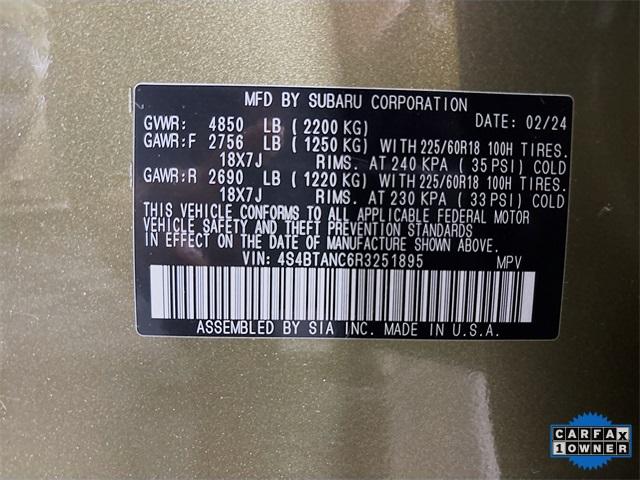 MFD BY SUBARU CORPORATION
GVWR: 4850 LB (2200 KG) DATE: 02/24
GAWR:F 2756 LB (1250 KG) WITH 225/60R18 100H TIRES.
18X7J RIMS. AT 240 KPA (35 PSI) COLD
GAWR:R 2690 LB (1220 KG) WITH 225/60R18 100H TIRES.
18X7J RIMS. AT 230 KPA (33 PSI) COLD
THIS VEHICLE CONFORMS TO ALL APPLICABLE FEDERAL MOTOR
VEHICLE SAFETY AND THEFT PREVENTION STANDARDS
IN EFFECT ON THE DATE OF MANUFACTURE SHOWN ABOVE.
VIN: 4S4BTANC6R3251895 MPV
ASSEMBLED BY SIA INC. MADE IN U.S.A.
CARFAX
1 OWNER